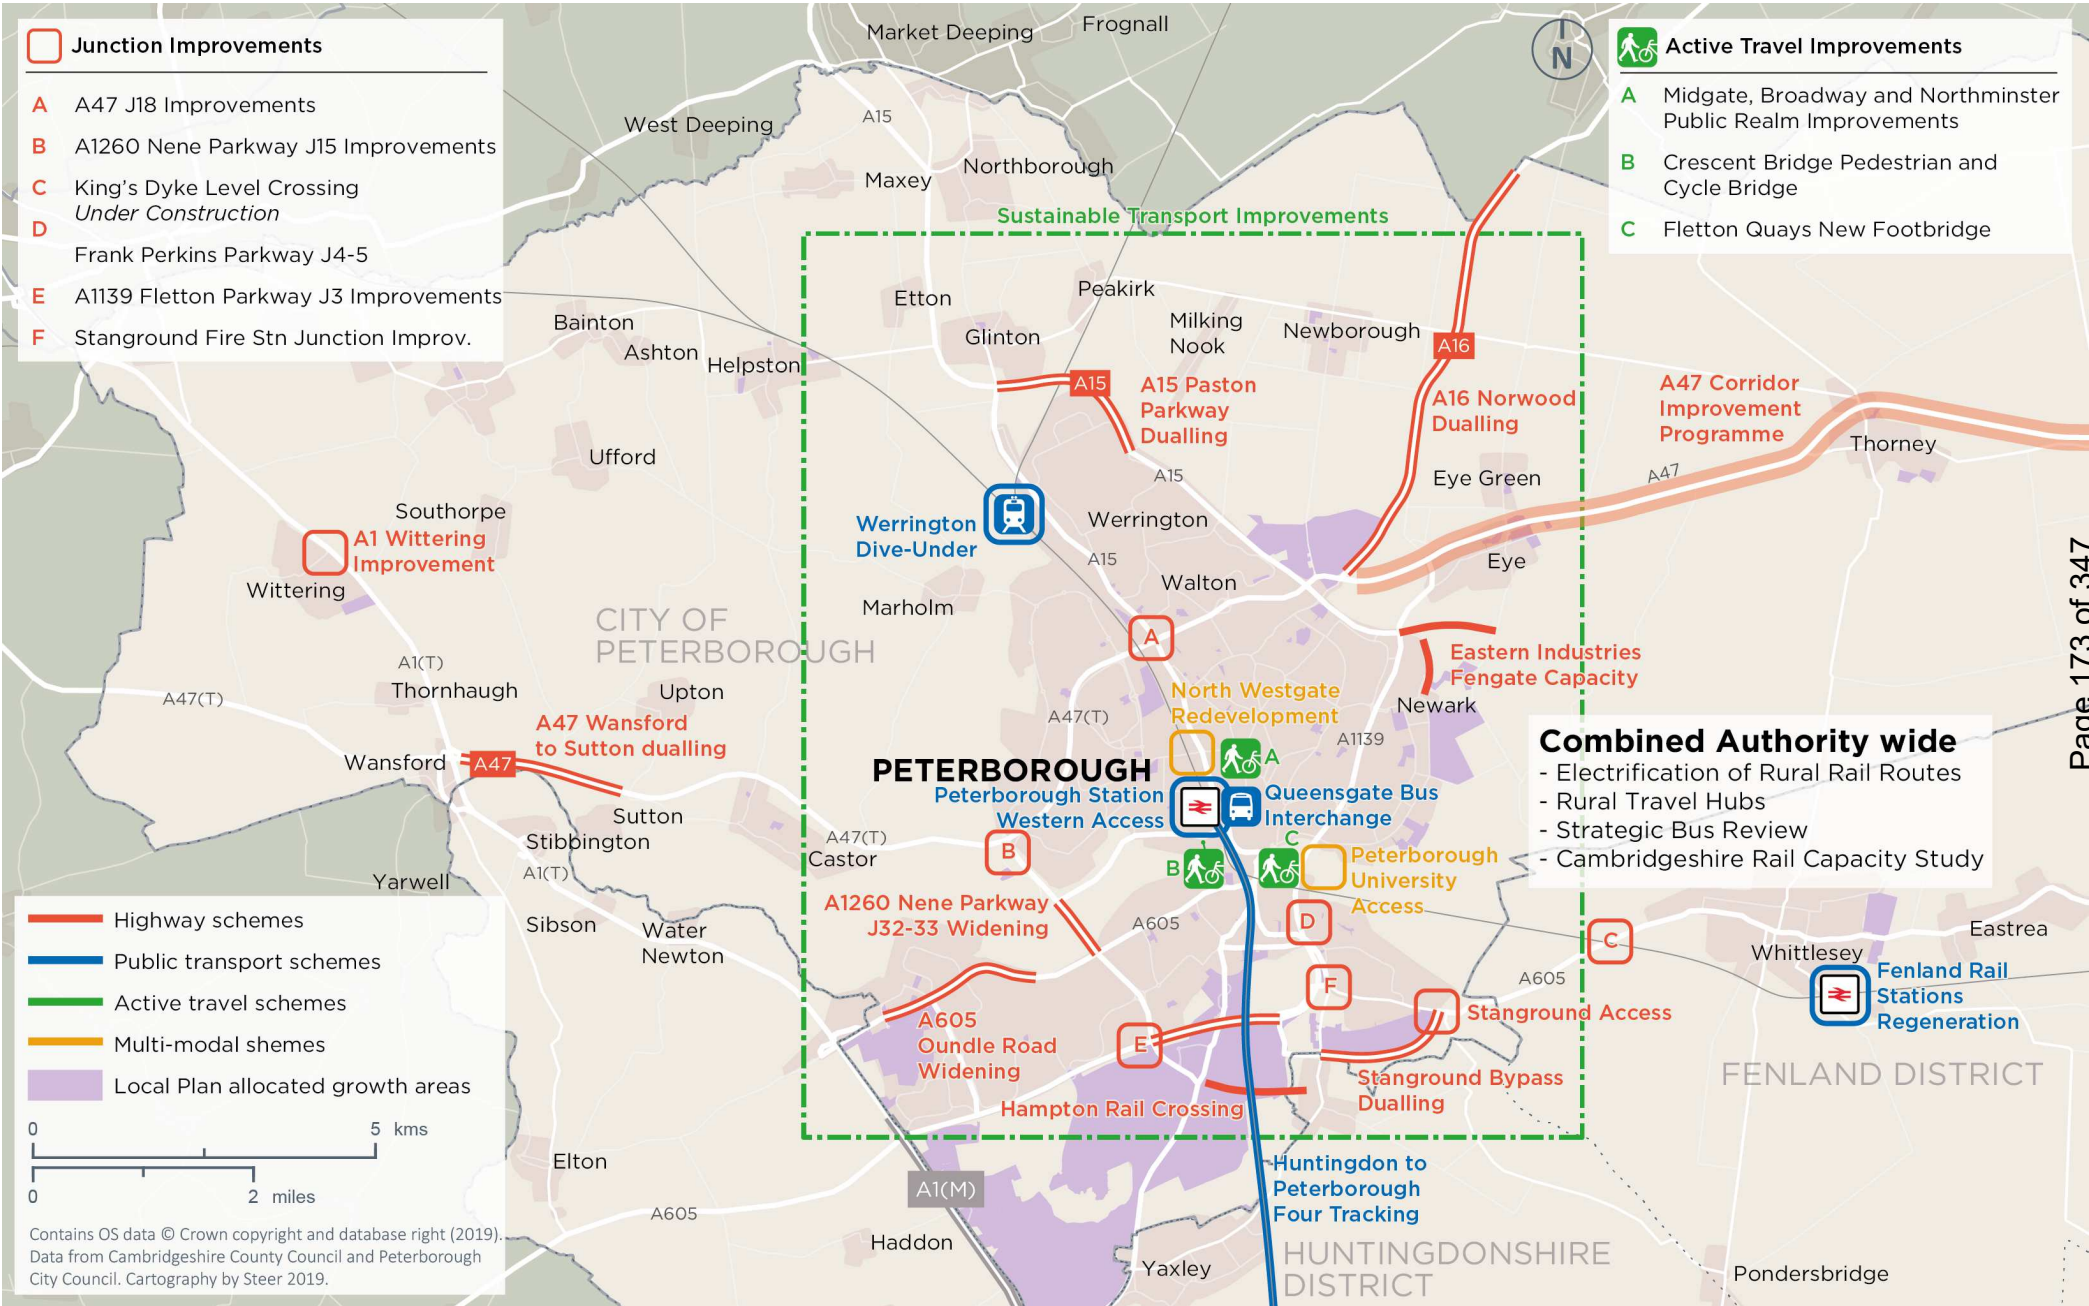 Junction Improvements
A A47 J18 Improvements
B A1260 Nene Parkway J15 Improvements
C King's Dyke Level Crossing
Under Construction
D
Frank Perkins Parkway J4-5
E A1139 Fletton Parkway J3 Improvements
F Stanground Fire Stn Junction Improv.
Active Travel Improvements
A Midgate, Broadway and Northminster
Public Realm Improvements
B Crescent Bridge Pedestrian and
Cycle Bridge
C Fletton Quays New Footbridge
N
Market Deeping
Frognall
A15
West Deeping
Maxey
Northborough
Sustainable Transport Improvements
Etton
Peakirk
Glinton
Milking
Nook
Newborough
A16
Bainton
Ashton
Helpston
A15
A15 Paston
Parkway
Dualling
A16 Norwood
Dualling
A47 Corridor
Improvement
Programme
Thorney
Ufford
A15
Eye Green
A47
Southorpe
Werrington
Dive-Under
Werrington
A1 Wittering
Improvement
Wittering
A15
Eye
Walton
Marholm
CITY OF
PETERBOROUGH
A
Eastern Industries
Fengate Capacity
A1(T)
Thornhaugh
A47(T)
Upton
North Westgate
Redevelopment
Newark
A47(T)
A1139
A47 Wansford
to Sutton dualling
Wansford
A47
Sutton
Stibbington
PETERBOROUGH
A
Peterborough Station
Western Access
Queensgate Bus
Interchange
Combined Authority wide
- Electrification of Rural Rail Routes
- Rural Travel Hubs
- Strategic Bus Review
- Cambridgeshire Rail Capacity Study
A47(T)
Castor
B
B
C
Peterborough
University
Access
Yarwell
A1(T)
Sibson
Water
Newton
A1260 Nene Parkway
J32-33 Widening
A605
D
C
Whittlesey
Eastrea
A605
F
Fenland Rail
Stations
Regeneration
Stanground Access
A605
Oundle Road
Widening
E
Stanground Bypass
Dualling
Hampton Rail Crossing
FENLAND DISTRICT
Highway schemes
Public transport schemes
Active travel schemes
Multi-modal shemes
Local Plan allocated growth areas
0 5 kms
0 2 miles
Contains OS data © Crown copyright and database right (2019).
Data from Cambridgeshire County Council and Peterborough
City Council. Cartography by Steer 2019.
Elton
A605
A1(M)
Haddon
Yaxley
Huntingdon to
Peterborough
Four Tracking
HUNTINGDONSHIRE
DISTRICT
Pondersbridge
Page 173 of 347